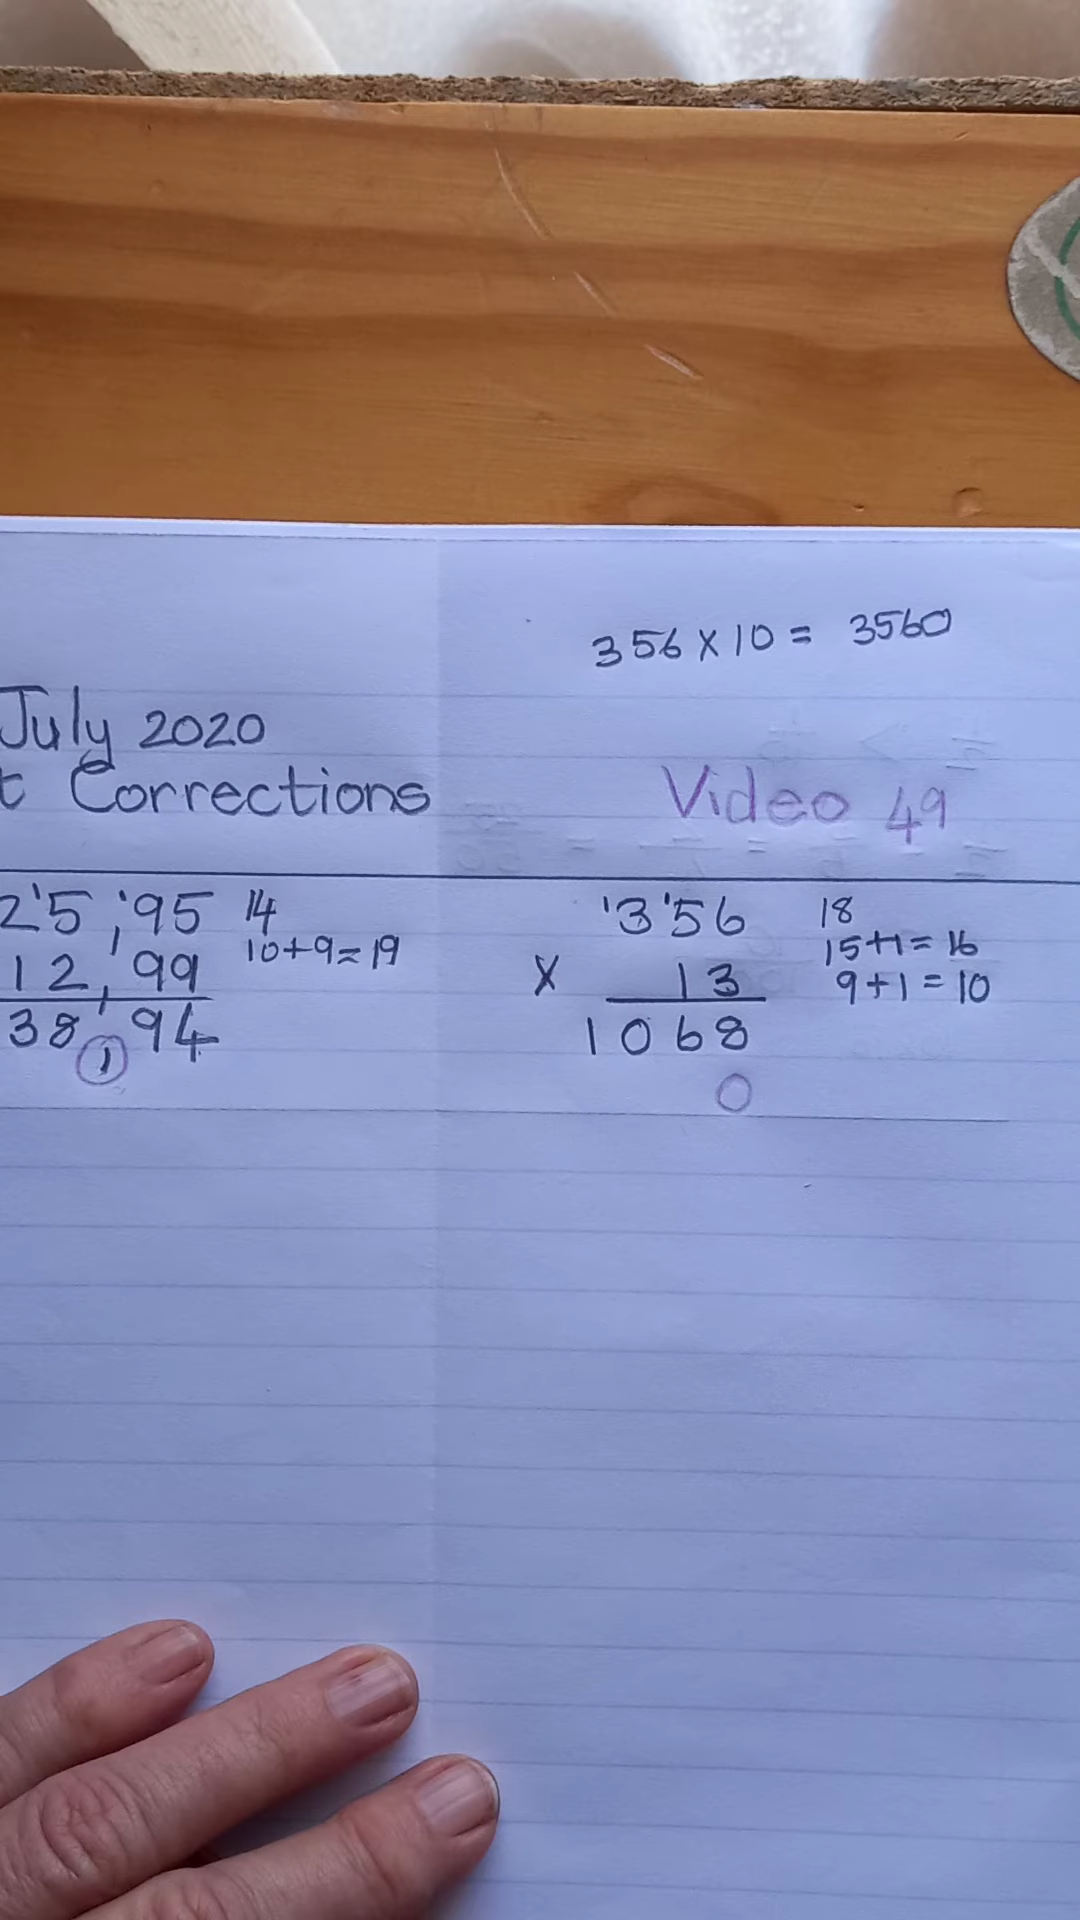 356 x 10 = 3560
July 2020
t Corrections
Video 49
2'5,'95 14
10+9=19
12,99
38,94
'3'56 18
15+1=16
x 13 9+1=10
1068
0